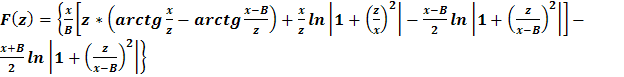 F(z) = {x/B [z * (arctg x/z − arctg (x−B)/z) + x/z ln |1 + (z/x)²| − (x−B)/2 ln |1 + (z/(x−B))²|] −
(x+B)/2 ln |1 + (z/(x−B))²|}